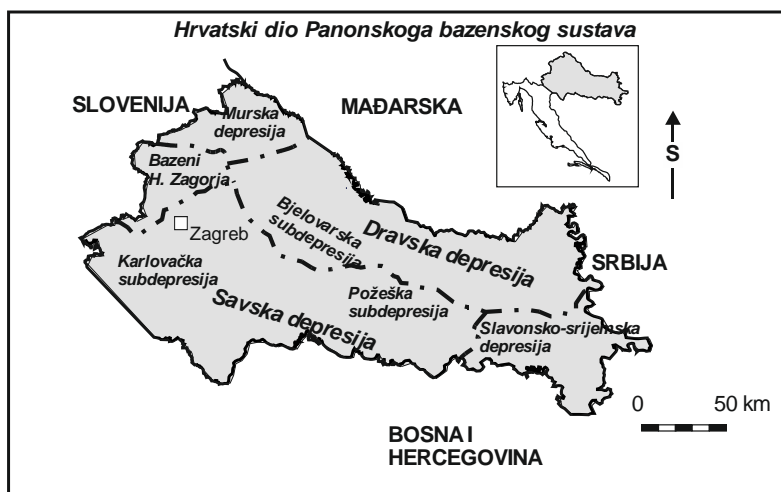 Hrvatski dio Panonskoga bazenskog sustava
SLOVENIJA
MAĐARSKA
Murska
depresija
S
Bazeni
H. Zagorja
Bjelovarska
subdepresija
Dravska depresija
Zagreb
SRBIJA
Karlovačka
subdepresija
Požeška
subdepresija
Savska depresija
Slavonsko-srijemska
depresija
0 50 km
BOSNA I
HERCEGOVINA